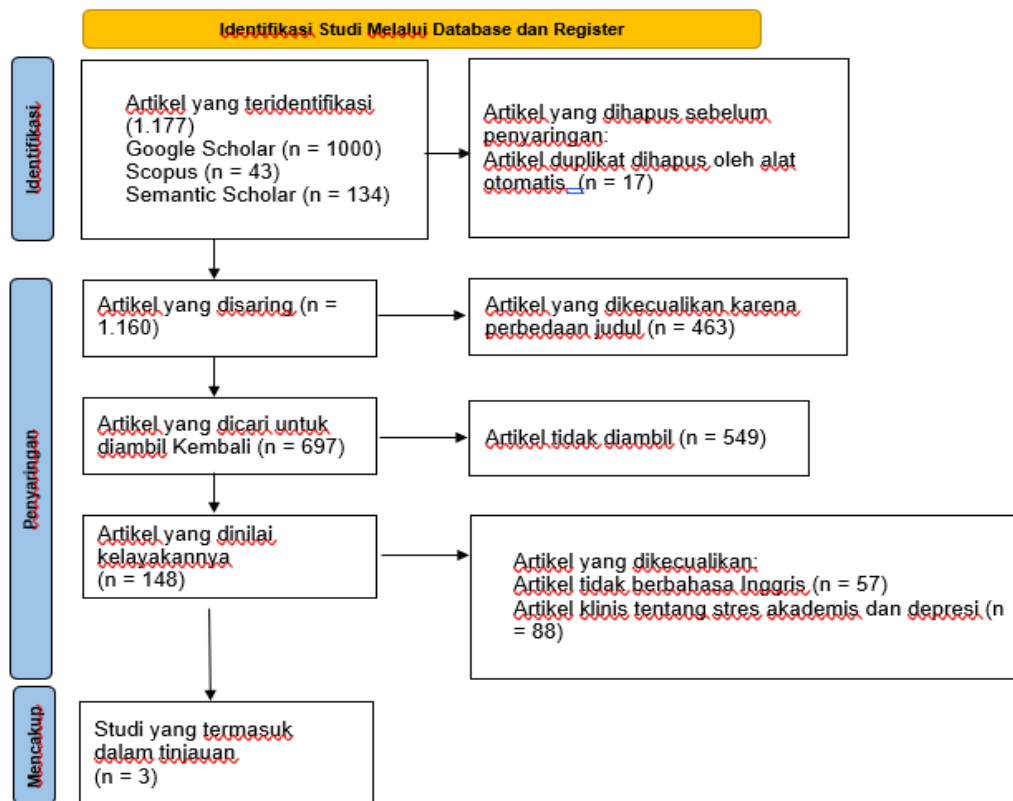 Identifikasi Studi Melalui Database dan Register
Identifikasi
Artikel yang teridentifikasi
(1.177)
Google Scholar (n = 1000)
Scopus (n = 43)
Semantic Scholar (n = 134)
Artikel yang dihapus sebelum
penyaringan:
Artikel duplikat dihapus oleh alat
otomatis  (n = 17)
Penyaringan
Artikel yang disaring (n =
1.160)
Artikel yang dikecualikan karena
perbedaan judul (n = 463)
Artikel yang dicari untuk
diambil Kembali (n = 697)
Artikel tidak diambil (n = 549)
Artikel yang dinilai
kelayakannya
(n = 148)
Artikel yang dikecualikan:
Artikel tidak berbahasa Inggris (n = 57)
Artikel klinis tentang stres akademis dan depresi (n
= 88)
Mencakup
Studi yang termasuk
dalam tinjauan
(n = 3)